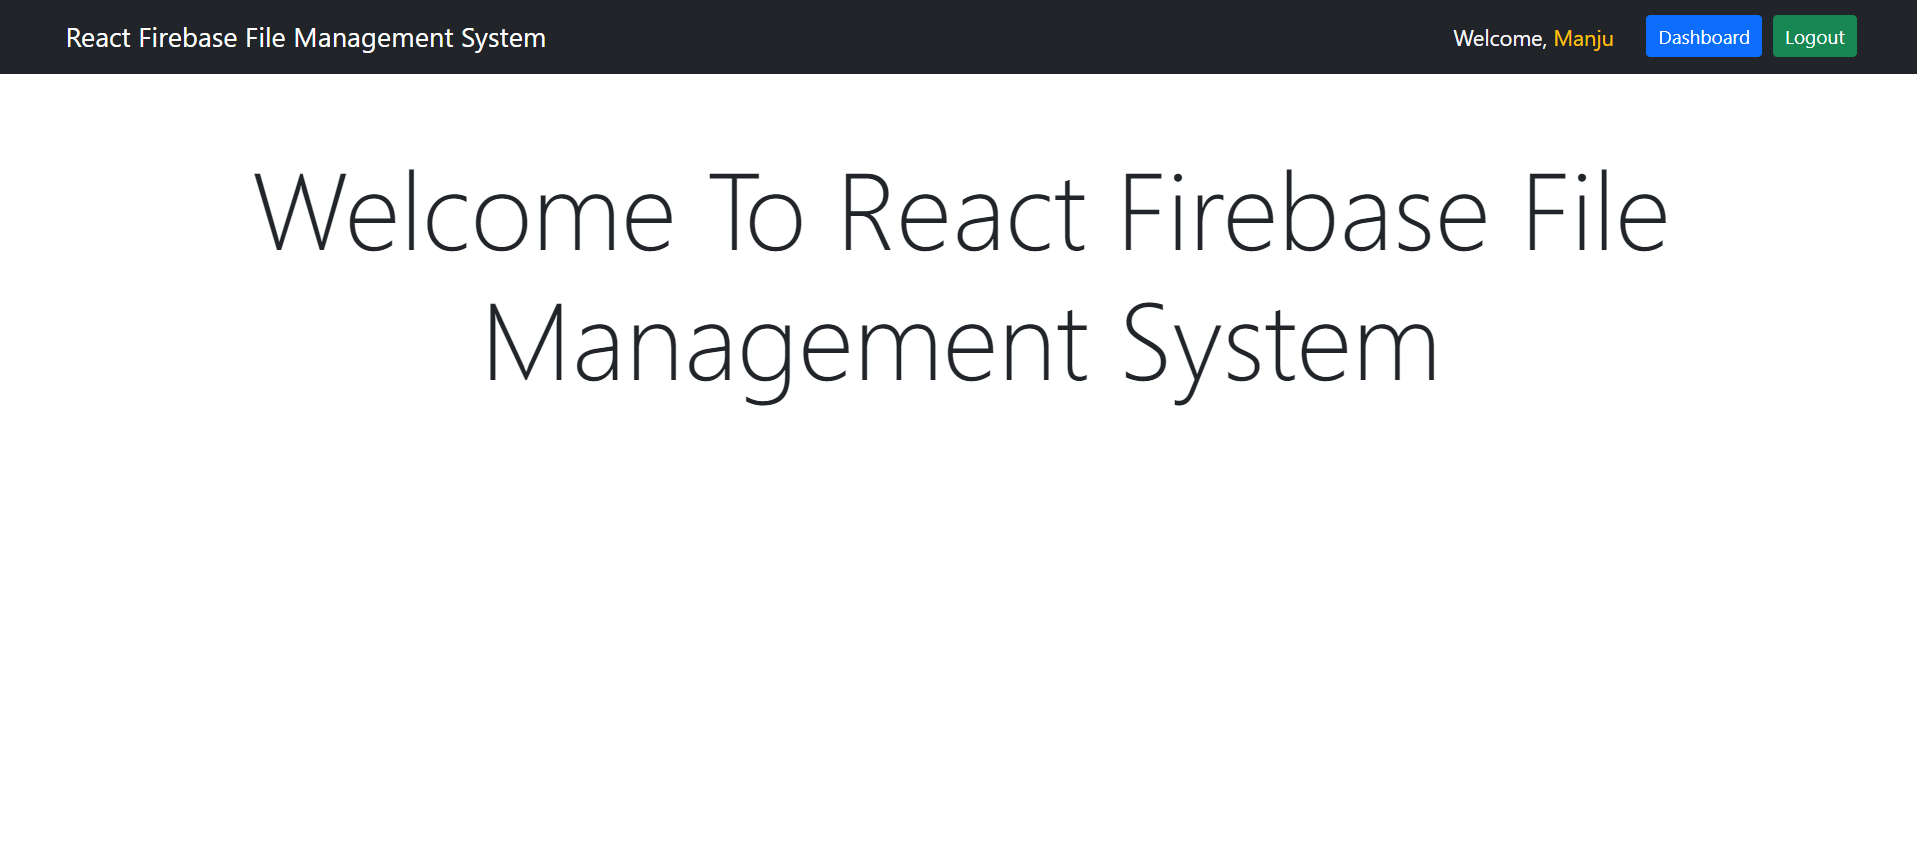 React Firebase File Management System
Welcome, Manju
Dashboard
Logout
Welcome To React Firebase File
Management System